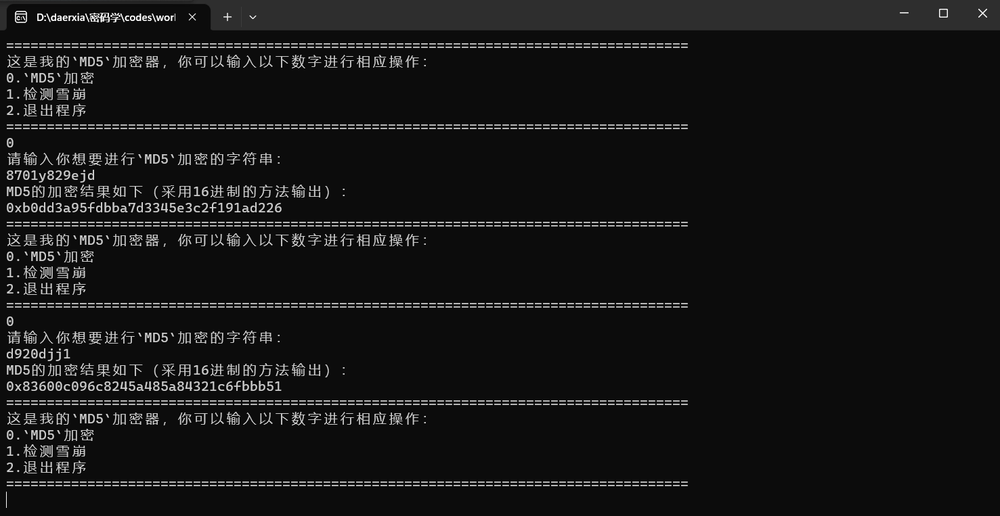 D:\daerxia\密码学\codes\worl
================================================================================
这是我的`MD5`加密器，你可以输入以下数字进行相应操作：
0.`MD5`加密
1.检测雪崩
2.退出程序
================================================================================
0
请输入你想要进行`MD5`加密的字符串：
8701y829ejd
MD5的加密结果如下（采用16进制的方法输出）：
0xb0dd3a95fdbba7d3345e3c2f191ad226
================================================================================
这是我的`MD5`加密器，你可以输入以下数字进行相应操作：
0.`MD5`加密
1.检测雪崩
2.退出程序
================================================================================
0
请输入你想要进行`MD5`加密的字符串：
d920djj1
MD5的加密结果如下（采用16进制的方法输出）：
0x83600c096c8245a485a84321c6fbbb51
================================================================================
这是我的`MD5`加密器，你可以输入以下数字进行相应操作：
0.`MD5`加密
1.检测雪崩
2.退出程序
================================================================================